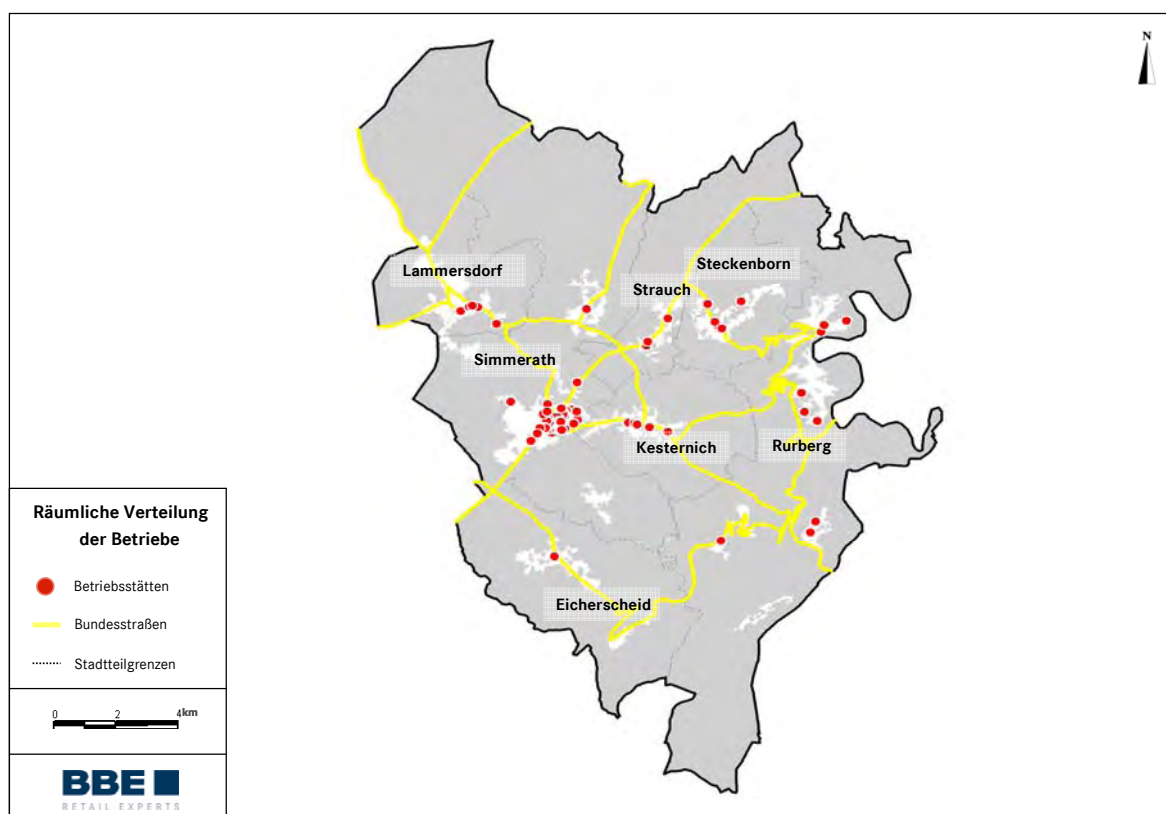 N
Steckenborn
Lammersdorf
Strauch
Simmerath
Kesternich
Rurberg
Eicherscheid
Räumliche Verteilung
der Betriebe
Betriebsstätten
Bundesstraßen
Stadtteilgrenzen
0 2 4km
BBE
RETAIL EXPERTS